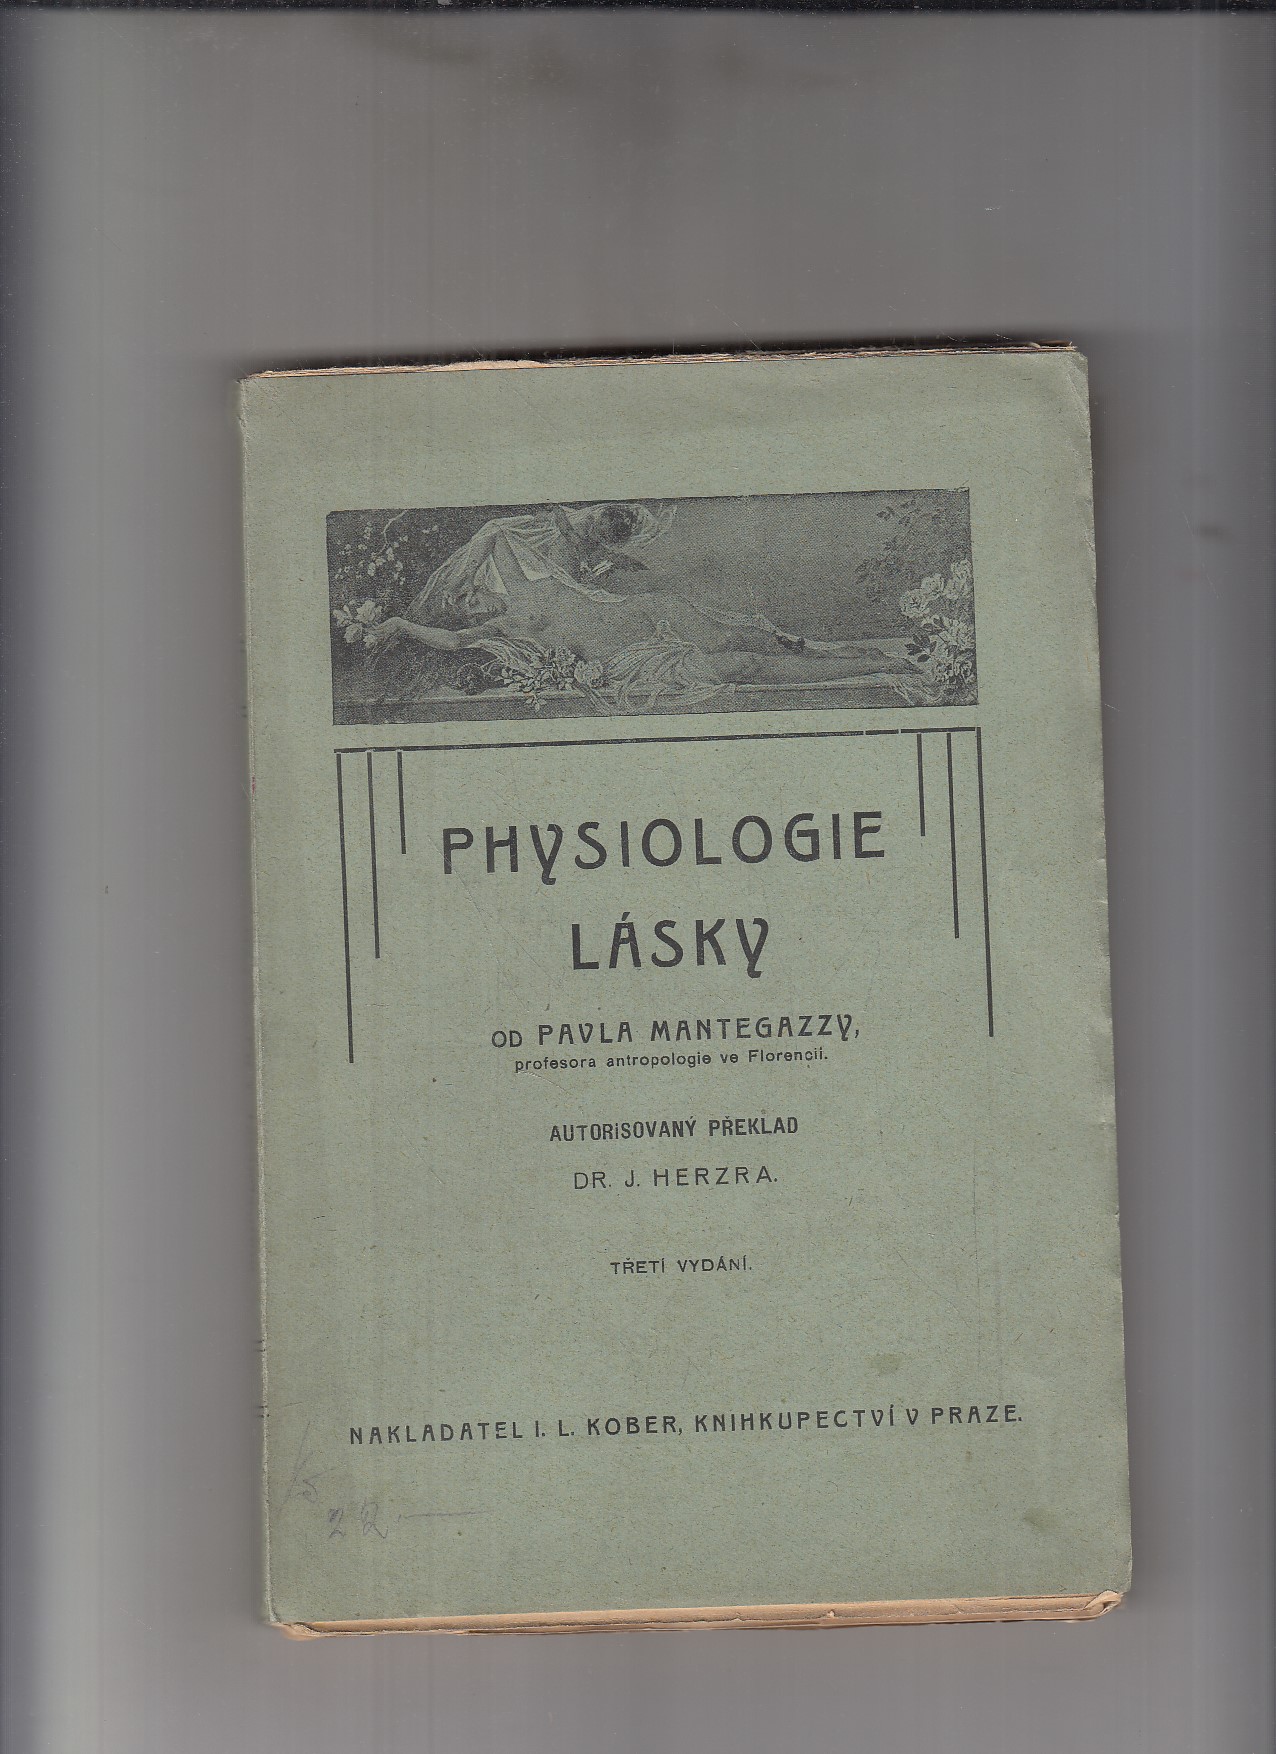 PHYSIOLOGIE
LÁSKY
OD PAVLA MANTEGAZZY,
profesora antropologie ve Florencii.
AUTORISOVANÝ PŘEKLAD
DR. J. HERZRA.
TŘETÍ VYDÁNÍ.
NAKLADATEL I. L. KOBER, KNIHKUPECTVÍ V PRAZE.